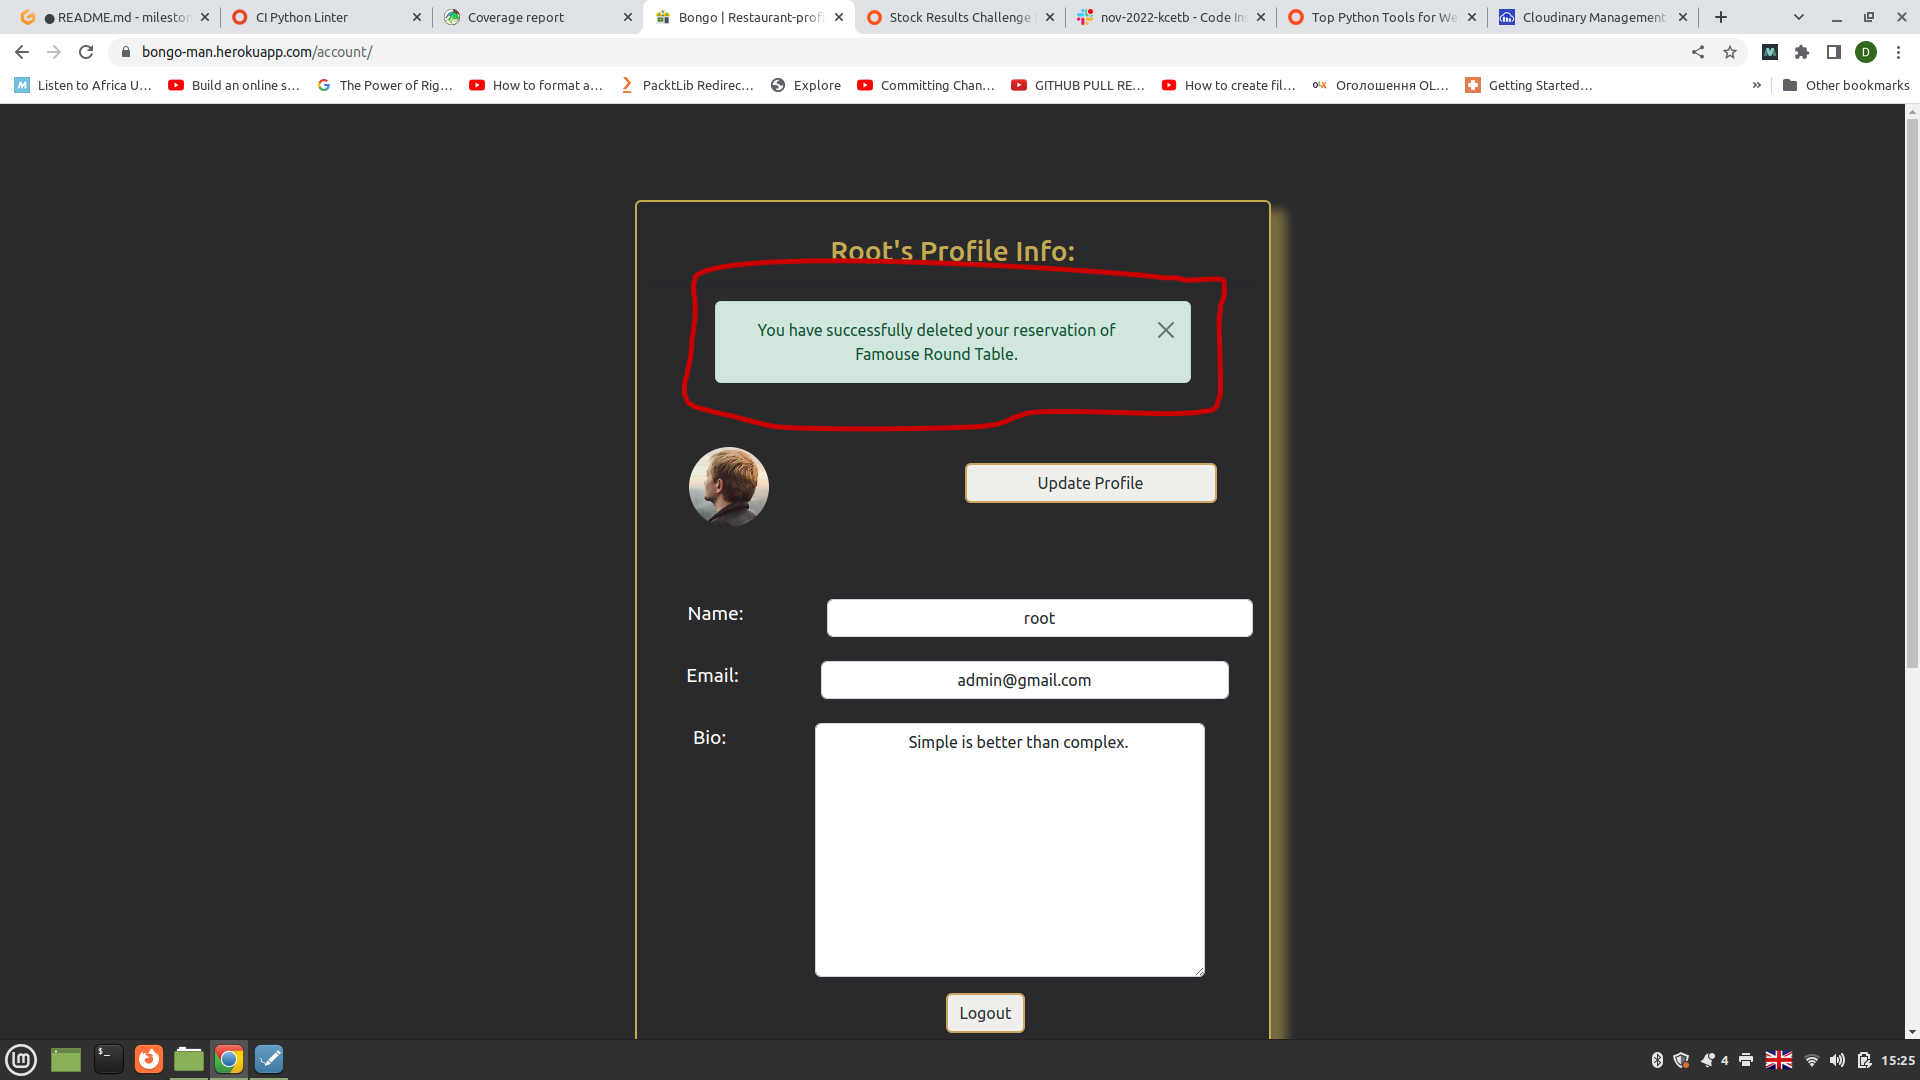 README.md - mileston
CI Python Linter
Coverage report
Bongo | Restaurant-profi
Stock Results Challenge
nov-2022-kcetb - Code Ins
Top Python Tools for We
Cloudinary Management
bongo-man.herokuapp.com/account/
D
Listen to Africa U...
Build an online s...
The Power of Rig...
How to format a...
PacktLib Redirec...
Explore
Committing Chan...
GITHUB PULL RE...
How to create fil...
Оголошення OL...
Getting Started...
»
Other bookmarks
Root's Profile Info:
You have successfully deleted your reservation of
Famouse Round Table.
Update Profile
Name:
root
Email:
admin@gmail.com
Bio:
Simple is better than complex.
Logout
4
15:25